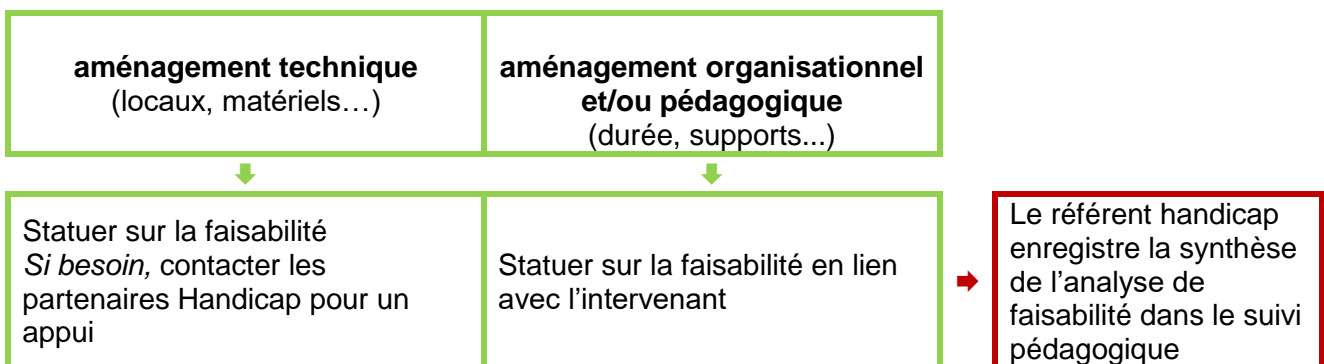 aménagement technique
(locaux, matériels…)
aménagement organisationnel
et/ou pédagogique
(durée, supports...)
Statuer sur la faisabilité
Si besoin, contacter les
partenaires Handicap pour un
appui
Statuer sur la faisabilité en lien
avec l’intervenant
Le référent handicap
enregistre la synthèse
de l’analyse de
faisabilité dans le suivi
pédagogique